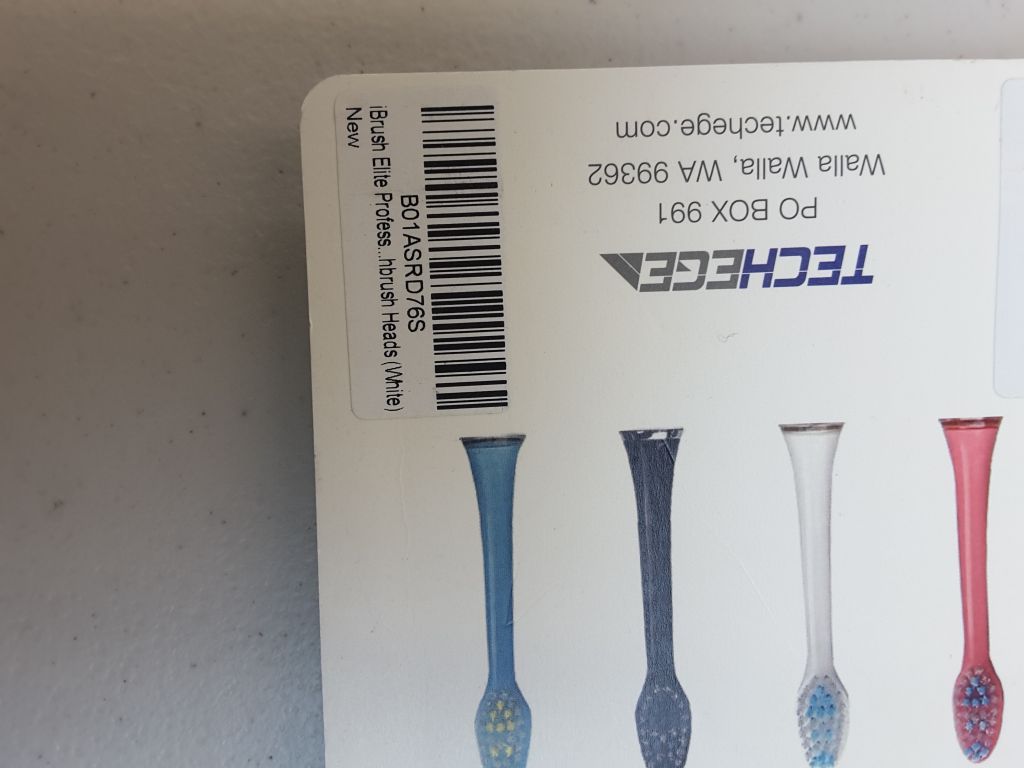 TECHEGE
PO BOX 991
Walla Walla, WA 99362
www.techege.com
B01ASRD76S
iBrush Elite Profess...hbrush Heads (White)
New